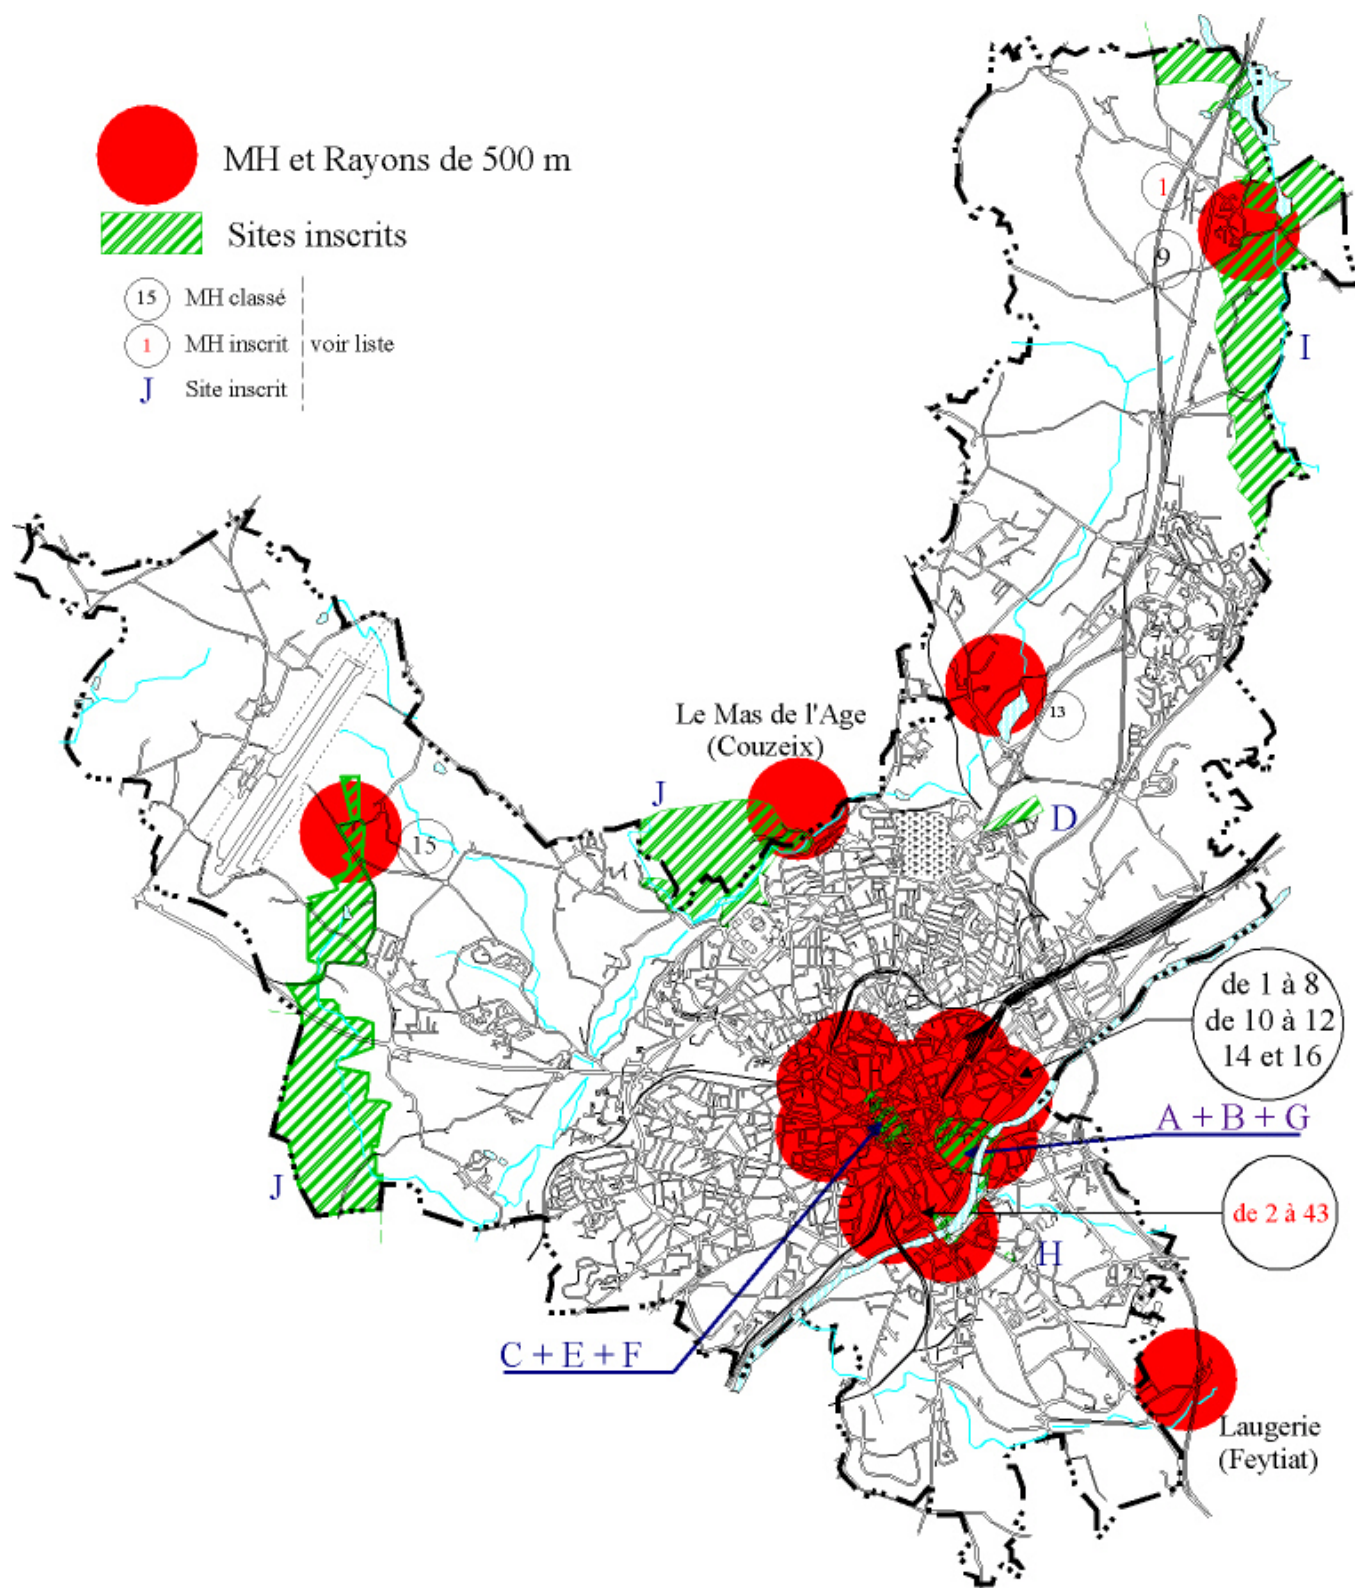 MH et Rayons de 500 m
Sites inscrits
15 MH classé
1 MH inscrit voir liste
J Site inscrit
1
9
I
13
Le Mas de l'Age
(Couzeix)
J
D
15
de 1 à 8
de 10 à 12
14 et 16
A + B + G
J
de 2 à 43
H
C + E + F
Laugerie
(Feytiat)